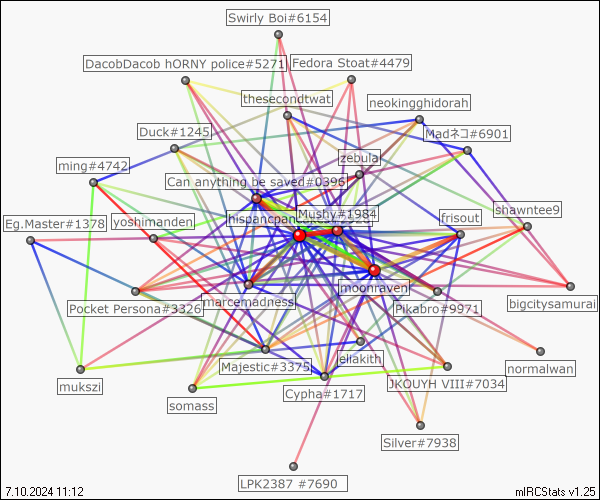 Swirly Boi#6154
DacobDacob hORNY police#5271
Fedora Stoat#4479
thesecondtwat
neokingghidorah
Duck#1245
Madネコ#6901
zebula
ming#4742
Can anything be saved#0396
hispancpan
Mushy#1984
frisout
shawntee9
Eg.Master#1378
yoshimanden
moonraven
Pocket Persona#3326
marcemadness
Pikabro#9971
bigcitysamurai
Majestic#3375
eliakith
normalwan
mukszi
somass
Cypha#1717
JKOUYH VIII#7034
Silver#7938
LPK2387 #7690
7.10.2024 11:12
mIRCStats v1.25